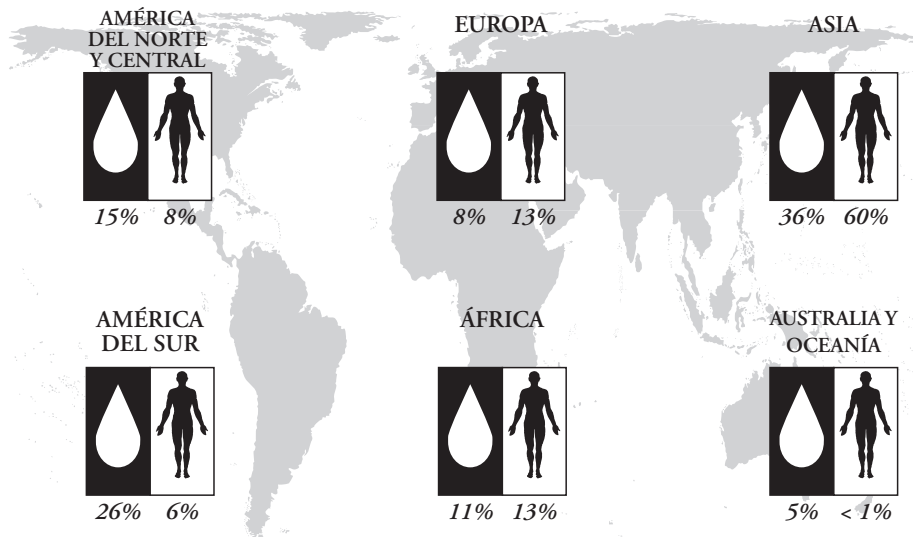 AMÉRICA
DEL NORTE
Y CENTRAL
15% 8%
EUROPA
8% 13%
ASIA
36% 60%
AMÉRICA
DEL SUR
26% 6%
ÁFRICA
11% 13%
AUSTRALIA Y
OCEANÍA
5% < 1%